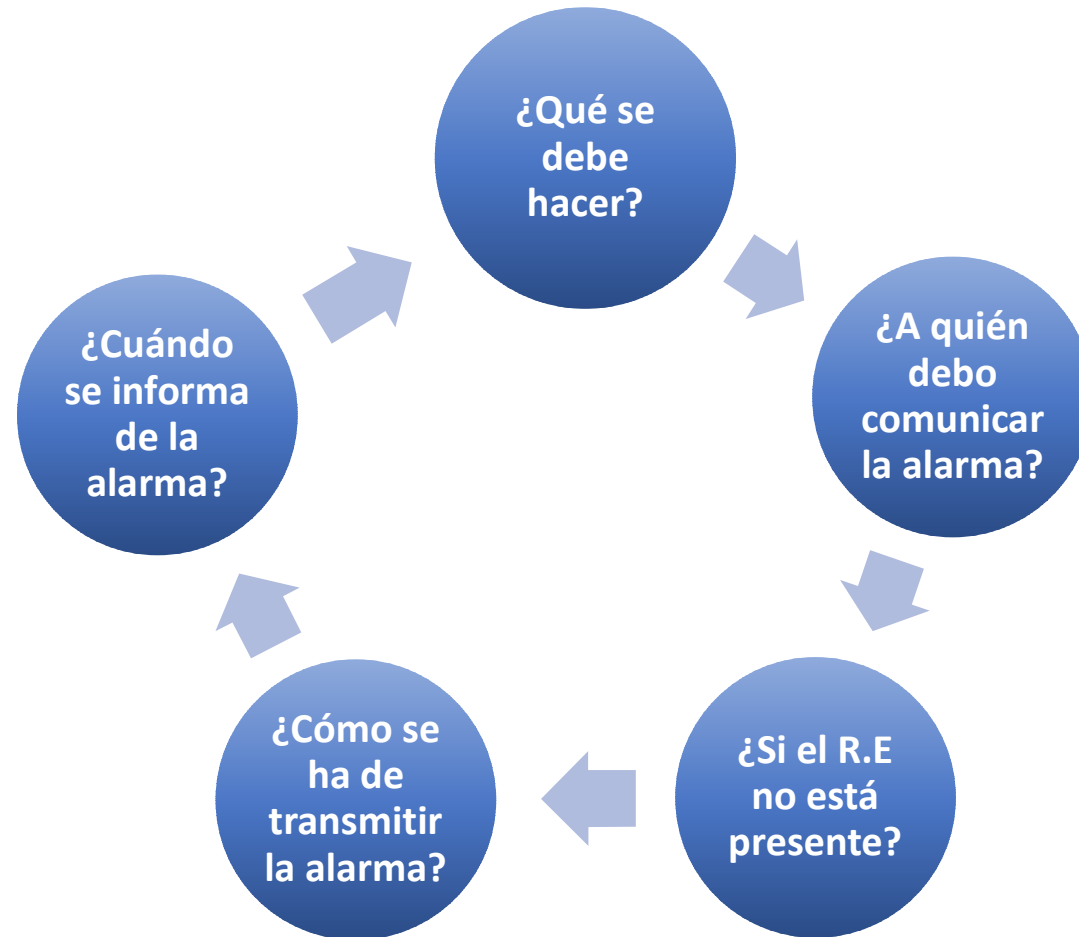 ¿Qué se
debe
hacer?
¿A quién
debo
comunicar
la alarma?
¿Si el R.E
no está
presente?
¿Cómo se
ha de
transmitir
la alarma?
¿Cuándo
se informa
de la
alarma?